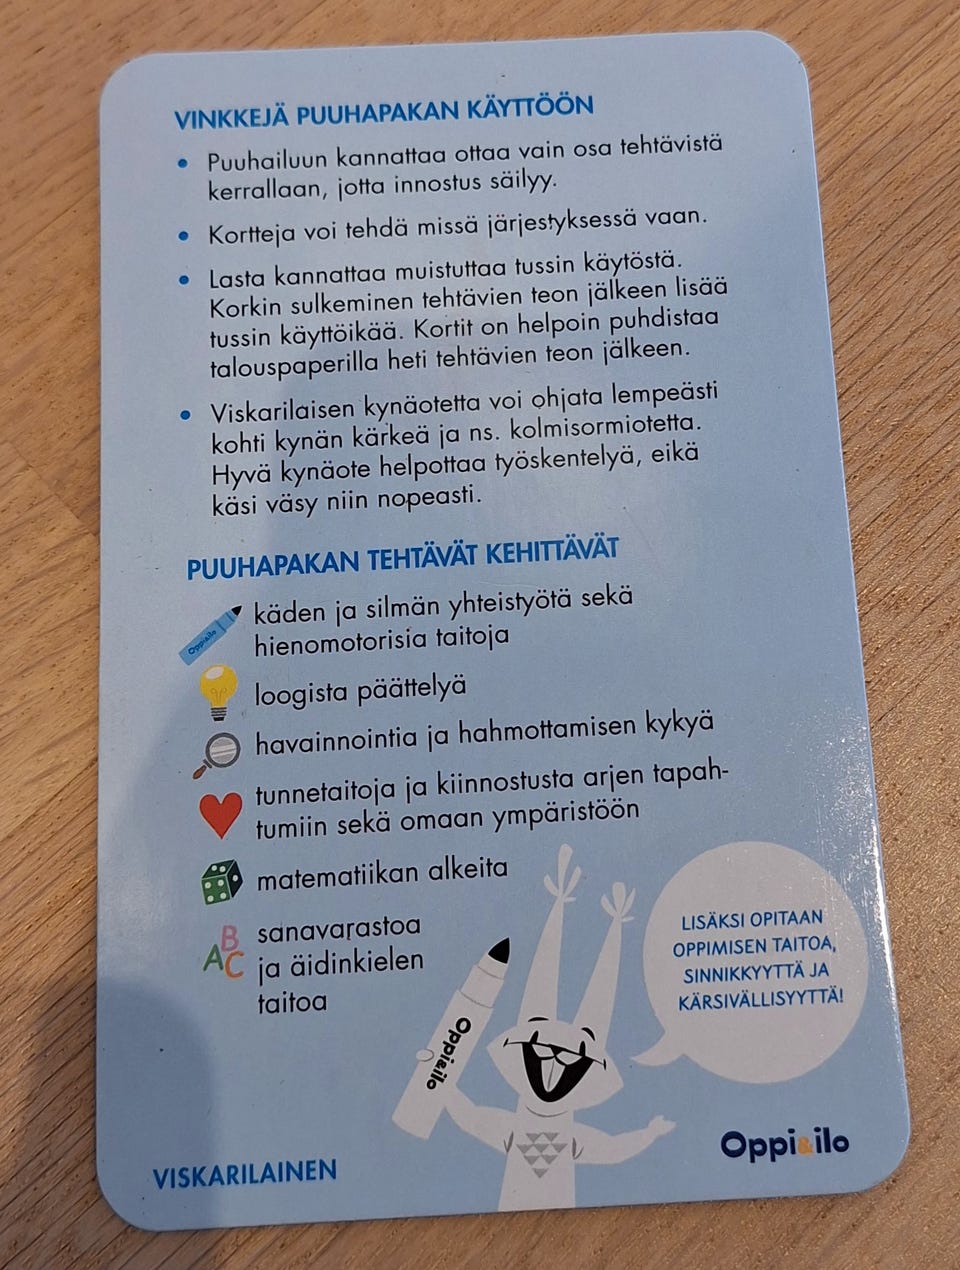 VINKKEJÄ PUUHAPAKAN KÄYTTÖÖN
• Puuhailuun kannattaa ottaa vain osa tehtävistä
kerrallaan, jotta innostus säilyy.
• Kortteja voi tehdä missä järjestyksessä vaan.
• Lasta kannattaa muistuttaa tussin käytöstä.
Korkin sulkeminen tehtävien teon jälkeen lisää
tussin käyttöikää. Kortit on helpoin puhdistaa
talouspaperilla heti tehtävien teon jälkeen.
• Viskarilaisen kynäotetta voi ohjata lempeästi
kohti kynän kärkeä ja ns. kolmisormiotetta.
Hyvä kynäote helpottaa työskentelyä, eikä
käsi väsy niin nopeasti.
PUUHAPAKAN TEHTÄVÄT KEHITTÄVÄT
Oppi&ilo
käden ja silmän yhteistyötä sekä
hienomotorisia taitoja
loogista päättelyä
havainnointia ja hahmottamisen kykyä
tunnetaitoja ja kiinnostusta arjen tapah-
tumiin sekä omaan ympäristöön
matematiikan alkeita
B
AC
sanavarastoa
ja äidinkielen
taitoa
LISÄKSI OPITAAN
OPPIMISEN TAITOA,
SINNIKKYYTTÄ JA
KÄRSIVÄLLISYYTTÄ!
Oppi&ilo
Oppi&ilo
VISKARILAINEN